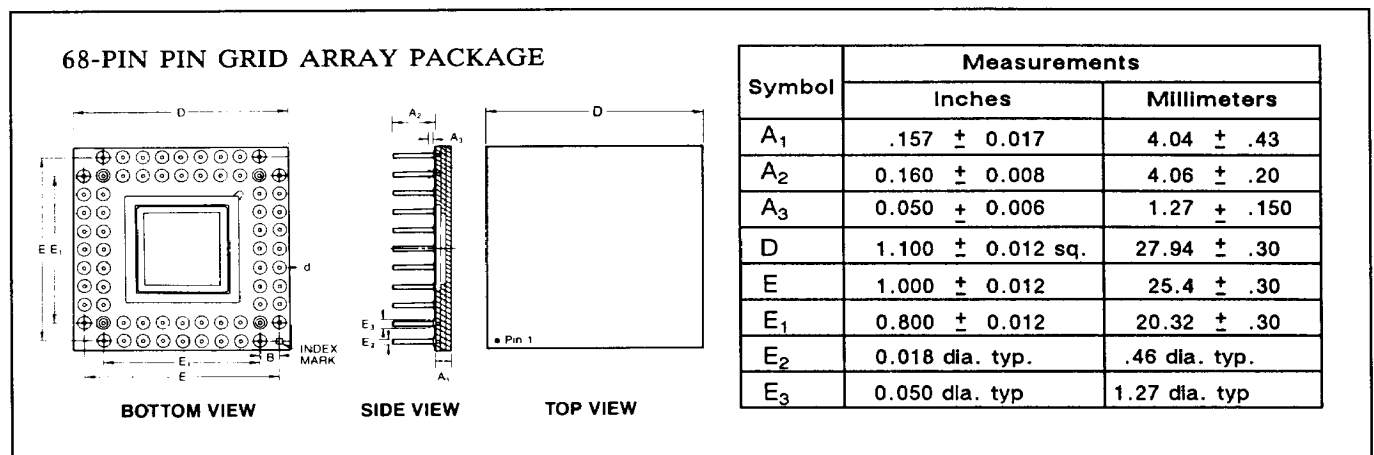 68-PIN PIN GRID ARRAY PACKAGE
D
A₂
A₃
D
E E₁
d
E₃
E₂
B
INDEX
MARK
E₁
E
A₁
Pin 1
BOTTOM VIEW
SIDE VIEW
TOP VIEW
Symbol Measurements
Inches Millimeters
A₁ .157 ± 0.017 4.04 ± .43
A₂ 0.160 ± 0.008 4.06 ± .20
A₃ 0.050 ± 0.006 1.27 ± .150
D 1.100 ± 0.012 sq. 27.94 ± .30
E 1.000 ± 0.012 25.4 ± .30
E₁ 0.800 ± 0.012 20.32 ± .30
E₂ 0.018 dia. typ. .46 dia. typ.
E₃ 0.050 dia. typ 1.27 dia. typ